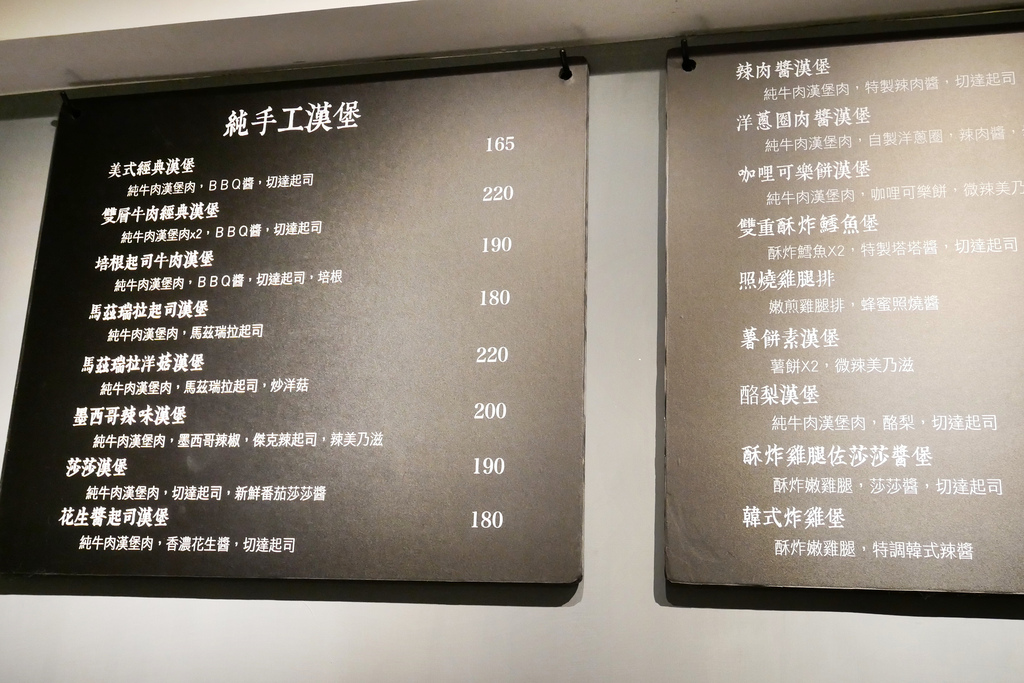 純手工漢堡
美式經典漢堡 165
純牛肉漢堡肉，BBQ醬，切達起司
雙層牛肉經典漢堡 220
純牛肉漢堡肉x2，BBQ醬，切達起司
培根起司牛肉漢堡 190
純牛肉漢堡肉，BBQ醬，切達起司，培根
馬茲瑞拉起司漢堡 180
純牛肉漢堡肉，馬茲瑞拉起司
馬茲瑞拉洋菇漢堡 220
純牛肉漢堡肉，馬茲瑞拉起司，炒洋菇
墨西哥辣味漢堡 200
純牛肉漢堡肉，墨西哥辣椒，傑克辣起司，辣美乃滋
莎莎漢堡 190
純牛肉漢堡肉，切達起司，新鮮番茄莎莎醬
花生醬起司漢堡 180
純牛肉漢堡肉，香濃花生醬，切達起司
辣肉醬漢堡
純牛肉漢堡肉，特製辣肉醬，切達起司
洋蔥圈肉醬漢堡
純牛肉漢堡肉，自製洋蔥圈，辣肉醬，
咖哩可樂餅漢堡
純牛肉漢堡肉，咖哩可樂餅，微辣美乃
雙重酥炸鱈魚堡
酥炸鱈魚X2，特製塔塔醬，切達起司
照燒雞腿排
嫩煎雞腿排，蜂蜜照燒醬
薯餅素漢堡
薯餅X2，微辣美乃滋
酪梨漢堡
純牛肉漢堡肉，酪梨，切達起司
酥炸雞腿佐莎莎醬堡
酥炸嫩雞腿，莎莎醬，切達起司
韓式炸雞堡
酥炸嫩雞腿，特調韓式辣醬